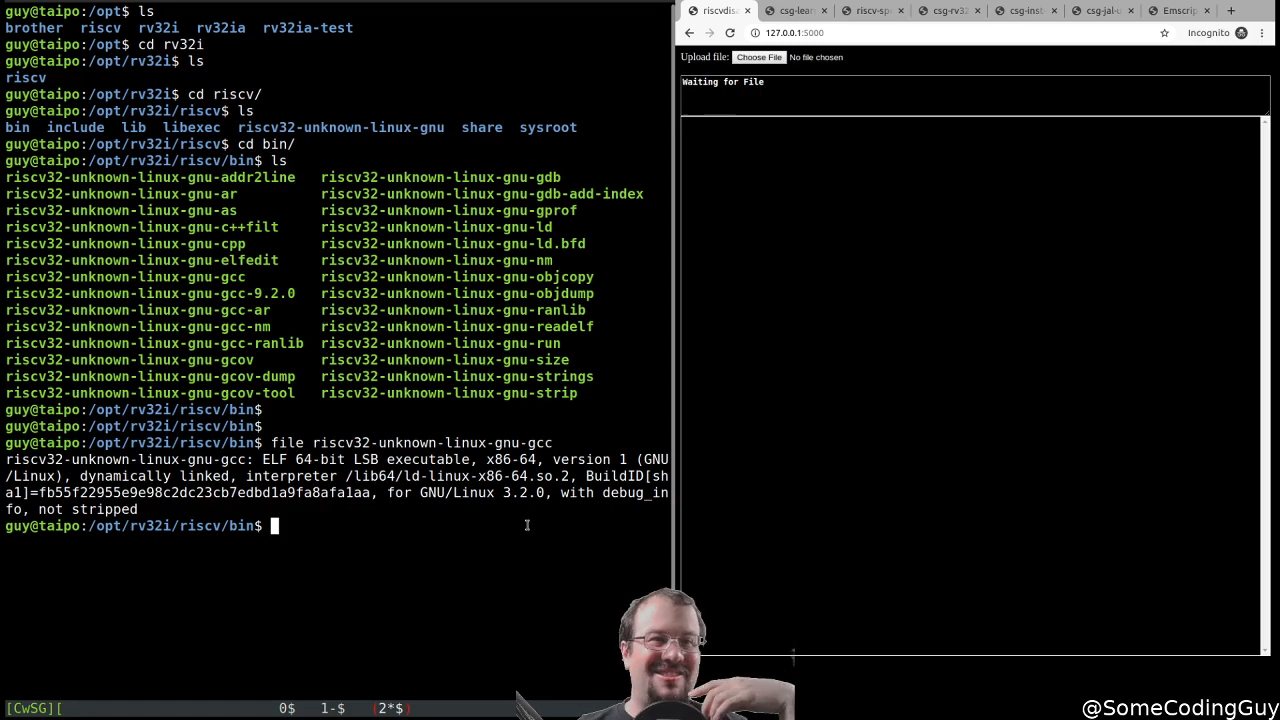 guy@taipo:/opt$ ls
brother  riscv  rv32i  rv32ia  rv32ia-test
guy@taipo:/opt$ cd rv32i
guy@taipo:/opt/rv32i$ ls
riscv
guy@taipo:/opt/rv32i$ cd riscv/
guy@taipo:/opt/rv32i/riscv$ ls
bin  include  lib  libexec  riscv32-unknown-linux-gnu  share  sysroot
guy@taipo:/opt/rv32i/riscv$ cd bin/
guy@taipo:/opt/rv32i/riscv/bin$ ls
riscv32-unknown-linux-gnu-addr2line   riscv32-unknown-linux-gnu-gdb
riscv32-unknown-linux-gnu-ar   riscv32-unknown-linux-gnu-gdb-add-index
riscv32-unknown-linux-gnu-as   riscv32-unknown-linux-gnu-gprof
riscv32-unknown-linux-gnu-c++filt   riscv32-unknown-linux-gnu-ld
riscv32-unknown-linux-gnu-cpp   riscv32-unknown-linux-gnu-ld.bfd
riscv32-unknown-linux-gnu-elfedit   riscv32-unknown-linux-gnu-nm
riscv32-unknown-linux-gnu-gcc   riscv32-unknown-linux-gnu-objcopy
riscv32-unknown-linux-gnu-gcc-9.2.0   riscv32-unknown-linux-gnu-objdump
riscv32-unknown-linux-gnu-gcc-ar   riscv32-unknown-linux-gnu-ranlib
riscv32-unknown-linux-gnu-gcc-nm   riscv32-unknown-linux-gnu-readelf
riscv32-unknown-linux-gnu-gcc-ranlib   riscv32-unknown-linux-gnu-run
riscv32-unknown-linux-gnu-gcov   riscv32-unknown-linux-gnu-size
riscv32-unknown-linux-gnu-gcov-dump   riscv32-unknown-linux-gnu-strings
riscv32-unknown-linux-gnu-gcov-tool   riscv32-unknown-linux-gnu-strip
guy@taipo:/opt/rv32i/riscv/bin$
guy@taipo:/opt/rv32i/riscv/bin$
guy@taipo:/opt/rv32i/riscv/bin$ file riscv32-unknown-linux-gnu-gcc
riscv32-unknown-linux-gnu-gcc: ELF 64-bit LSB executable, x86-64, version 1 (GNU
/Linux), dynamically linked, interpreter /lib64/ld-linux-x86-64.so.2, BuildID[sh
a1]=fb55f22955e9e98c2dc23cb7edbd1a9fa8afa1aa, for GNU/Linux 3.2.0, with debug_in
fo, not stripped
guy@taipo:/opt/rv32i/riscv/bin$
[CwSG][ 0$ 1-$ (2*$)
riscvdis csg-lear riscv-sp csg-rv32 csg-inst csg-jal-u Emscrip
127.0.0.1:5000 Incognito
Upload file: Choose File No file chosen
Waiting for File
@SomeCodingGuy